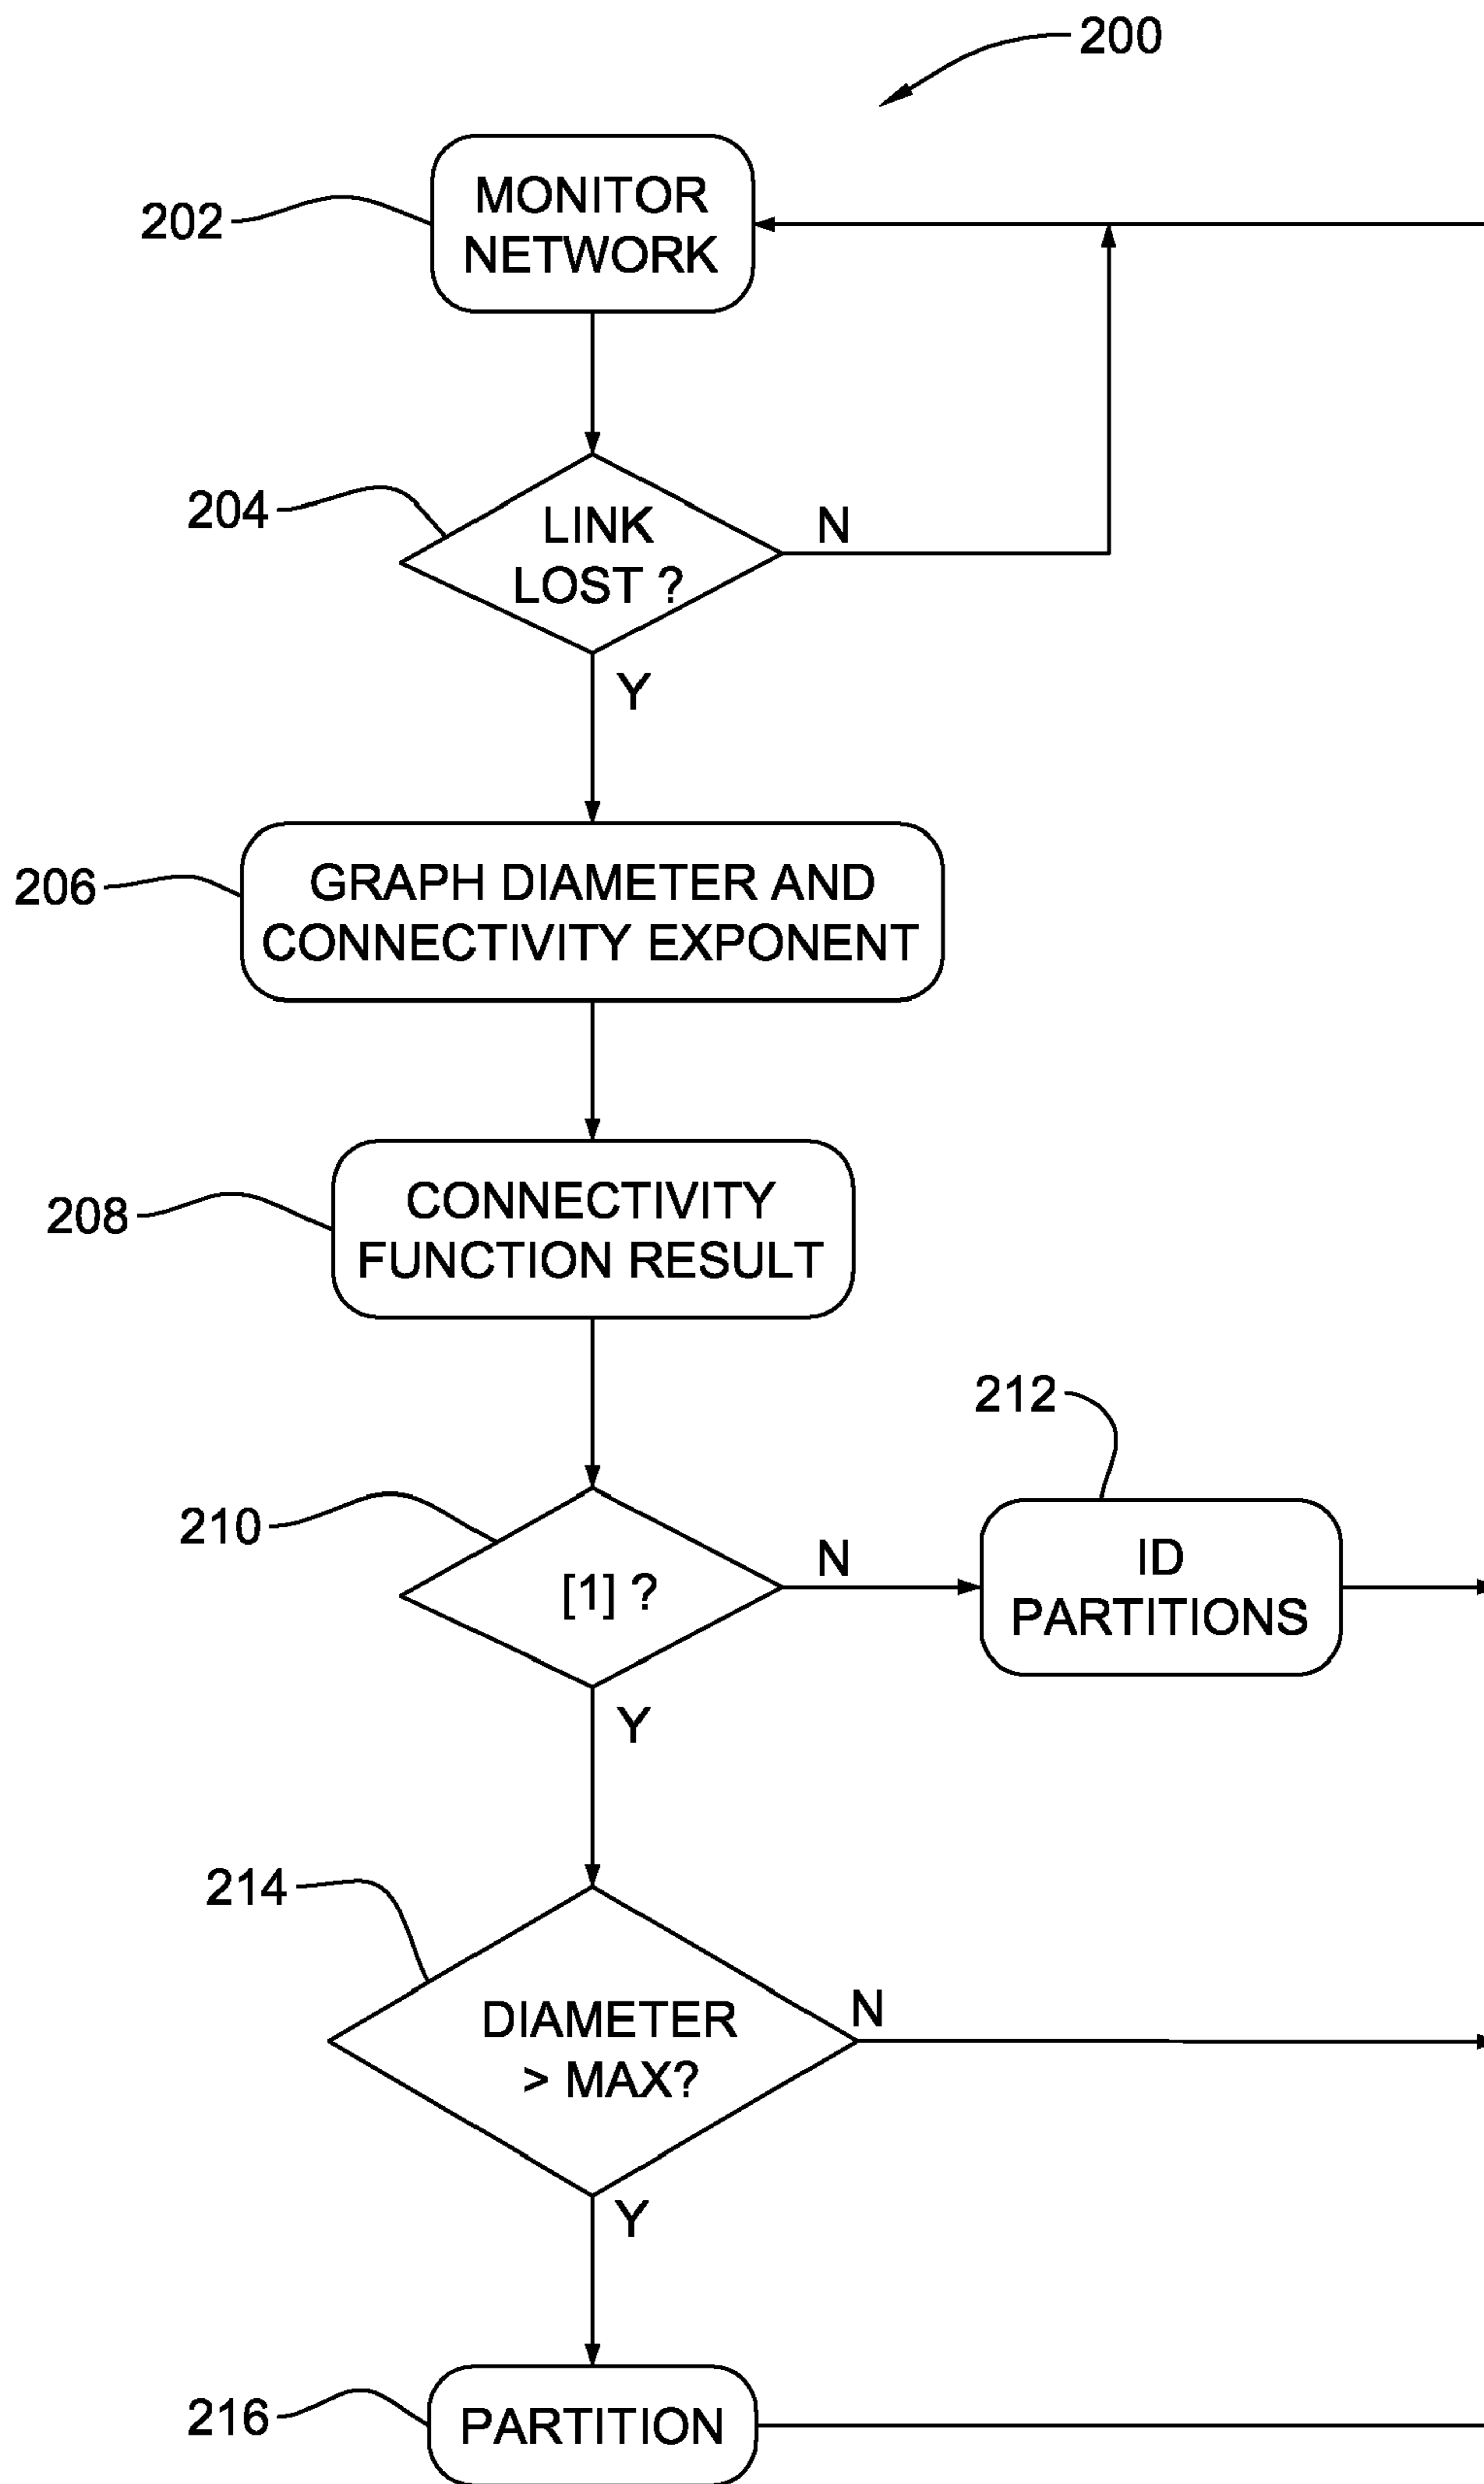 200
202
MONITOR
NETWORK
204
LINK
LOST ?
N
Y
206
GRAPH DIAMETER AND
CONNECTIVITY EXPONENT
208
CONNECTIVITY
FUNCTION RESULT
210
[1] ?
N
212
ID
PARTITIONS
Y
214
DIAMETER
> MAX?
N
Y
216
PARTITION